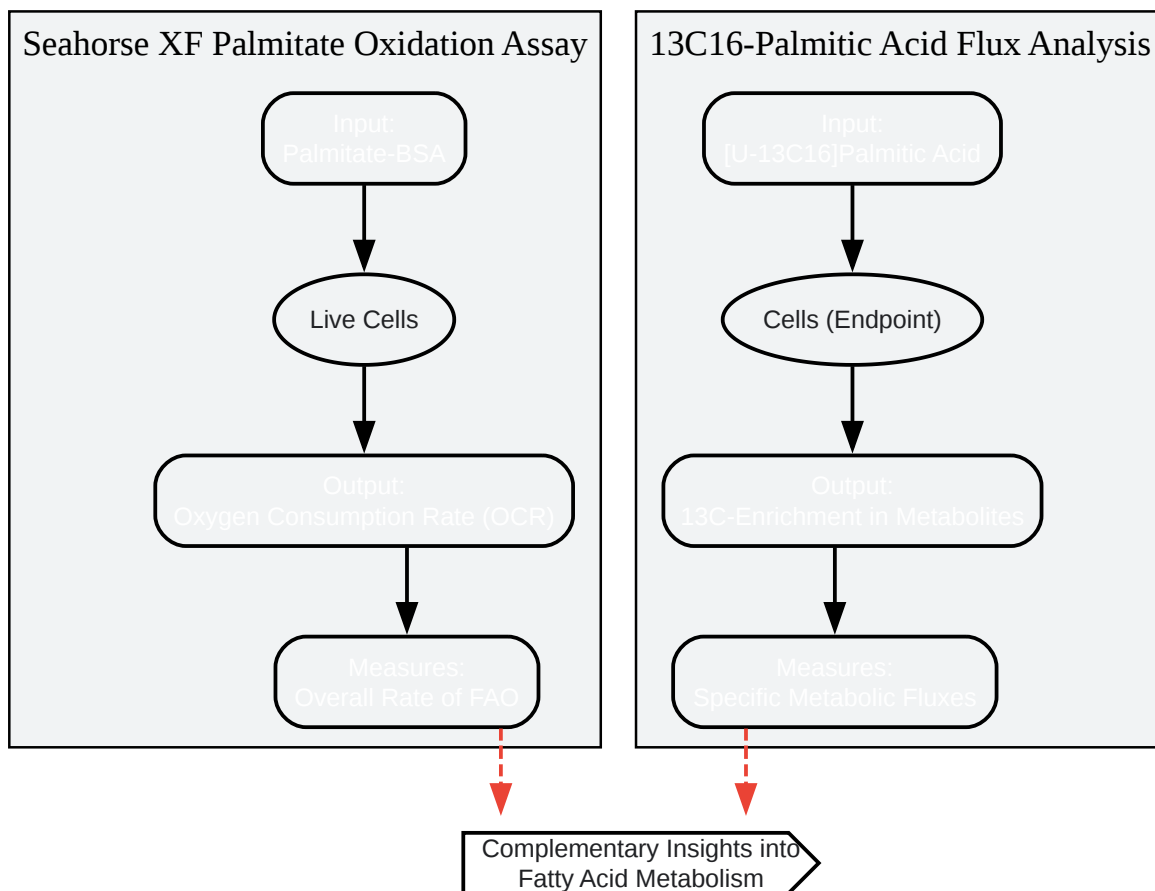 Seahorse XF Palmitate Oxidation Assay
Input:
Palmitate-BSA
Live Cells
Output:
Oxygen Consumption Rate (OCR)
Measures:
Overall Rate of FAO
13C16-Palmitic Acid Flux Analysis
Input:
[U-13C16]Palmitic Acid
Cells (Endpoint)
Output:
13C-Enrichment in Metabolites
Measures:
Specific Metabolic Fluxes
Complementary Insights into
Fatty Acid Metabolism